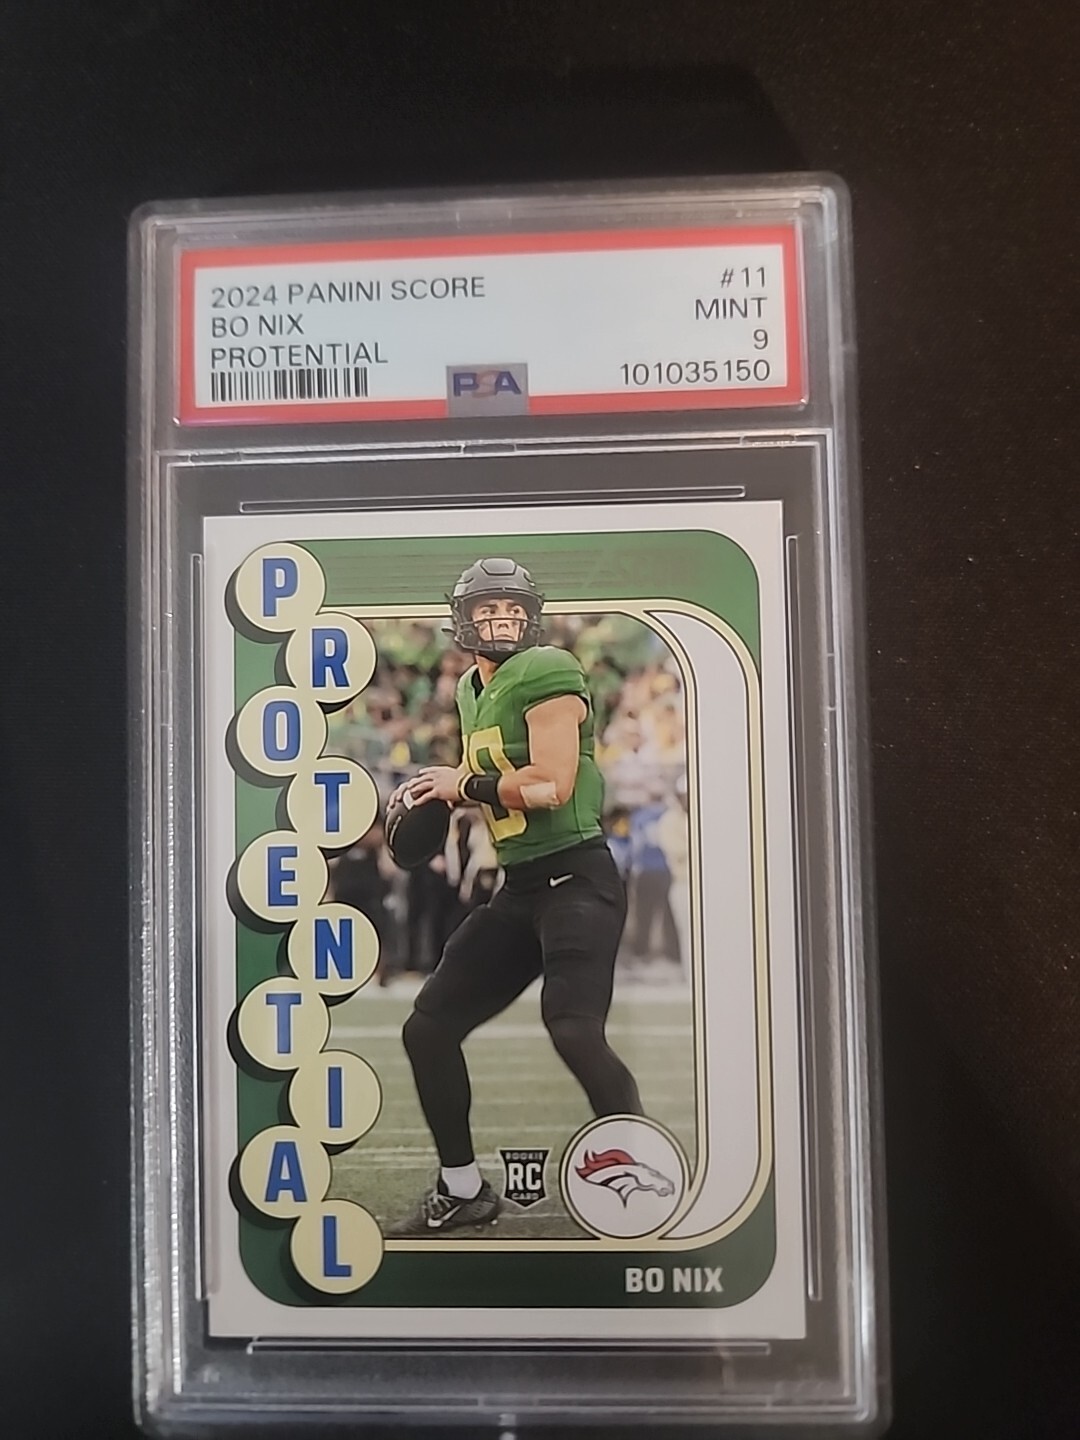 2024 PANINI SCORE #11
BO NIX MINT
PROTENTIAL 9
PSA 101035150
PROTENTIAL
ROOKIE
RC
CARD
BO NIX